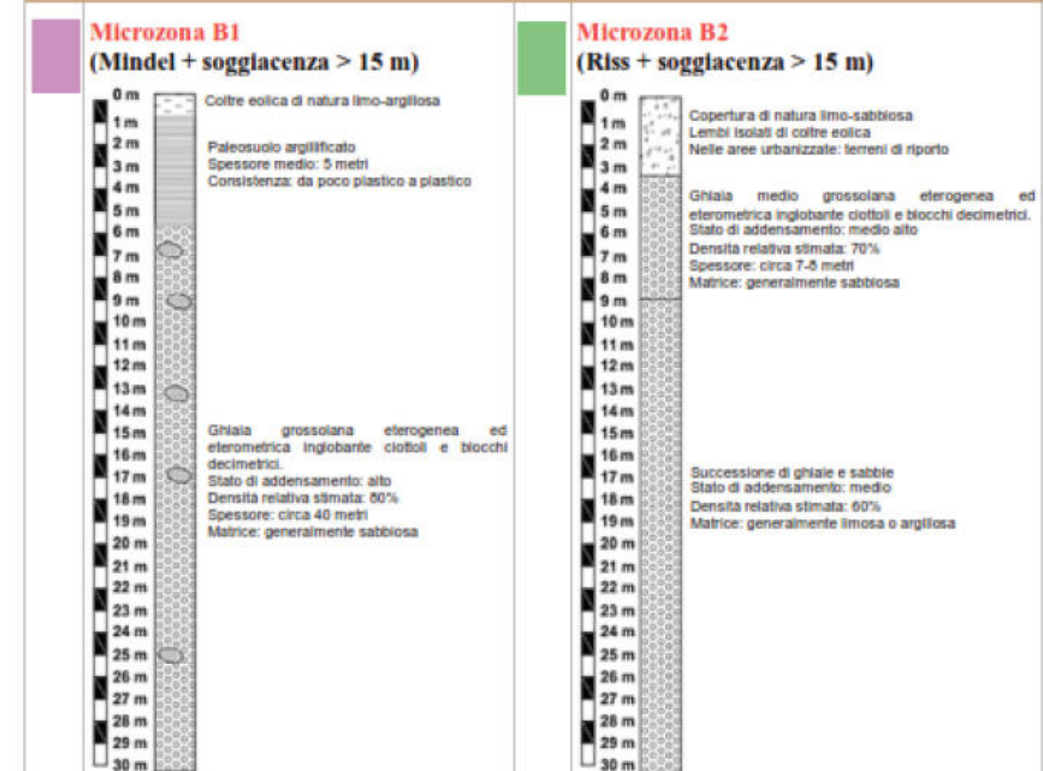 Microzona B1
(Mindel + soggiacenza > 15 m)
0 m
1 m
2 m
3 m
4 m
5 m
6 m
7 m
8 m
9 m
10 m
11 m
12 m
13 m
14 m
15 m
16 m
17 m
18 m
19 m
20 m
21 m
22 m
23 m
24 m
25 m
26 m
27 m
28 m
29 m
30 m
Coltre eolica di natura limo-argillosa
Paleosuolo argillificato
Spessore medio: 5 metri
Consistenza: da poco plastico a plastico
Ghiaia grossolana eterogenea ed
eterometrica inglobante ciottoli e blocchi
decimetrici.
Stato di addensamento: alto
Densità relativa stimata: 80%
Spessore: circa 40 metri
Matrice: generalmente sabbiosa
Microzona B2
(Riss + soggiacenza > 15 m)
0 m
1 m
2 m
3 m
4 m
5 m
6 m
7 m
8 m
9 m
10 m
11 m
12 m
13 m
14 m
15 m
16 m
17 m
18 m
19 m
20 m
21 m
22 m
23 m
24 m
25 m
26 m
27 m
28 m
29 m
30 m
Copertura di natura limo-sabbiosa
Lembi isolati di coltre eolica
Nelle aree urbanizzate: terreni di riporto
Ghiaia medio grossolana eterogenea ed
eterometrica inglobante ciottoli e blocchi decimetrici.
Stato di addensamento: medio alto
Densità relativa stimata: 70%
Spessore: circa 7-8 metri
Matrice: generalmente sabbiosa
Successione di ghiaie e sabbie
Stato di addensamento: medio
Densità relativa stimata: 60%
Matrice: generalmente limosa o argillosa